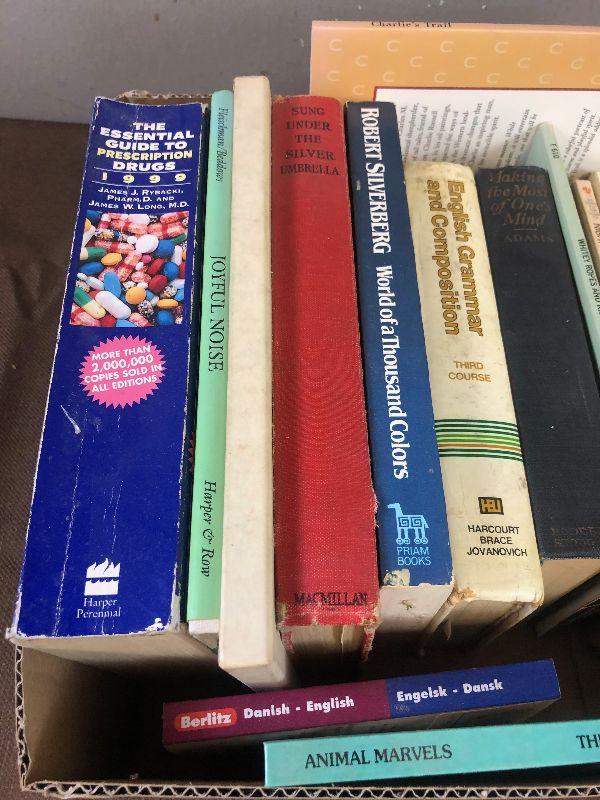 Charlie's Trail
THE
ESSENTIAL
GUIDE TO
PRESCRIPTION
DRUGS
1999
JAMES J. RYBACKI,
PHARM.D. AND
JAMES W. LONG, M.D.
MORE THAN
2,000,000
COPIES SOLD IN
ALL EDITIONS
Harper
Perennial
Fleischman/Beddows
JOYFUL NOISE
Harper & Row
SUNG
UNDER
THE
SILVER
UMBRELLA
MACMILLAN
ROBERT SILVERBERG World of a Thousand Colors
PRIAM
BOOKS
English Grammar
and Composition
THIRD
COURSE
HBJ
HARCOURT
BRACE
JOVANOVICH
Making
the Most
of One's
Mind
ADAMS
F 610
Berlitz Danish - English Engelsk - Dansk
ANIMAL MARVELS